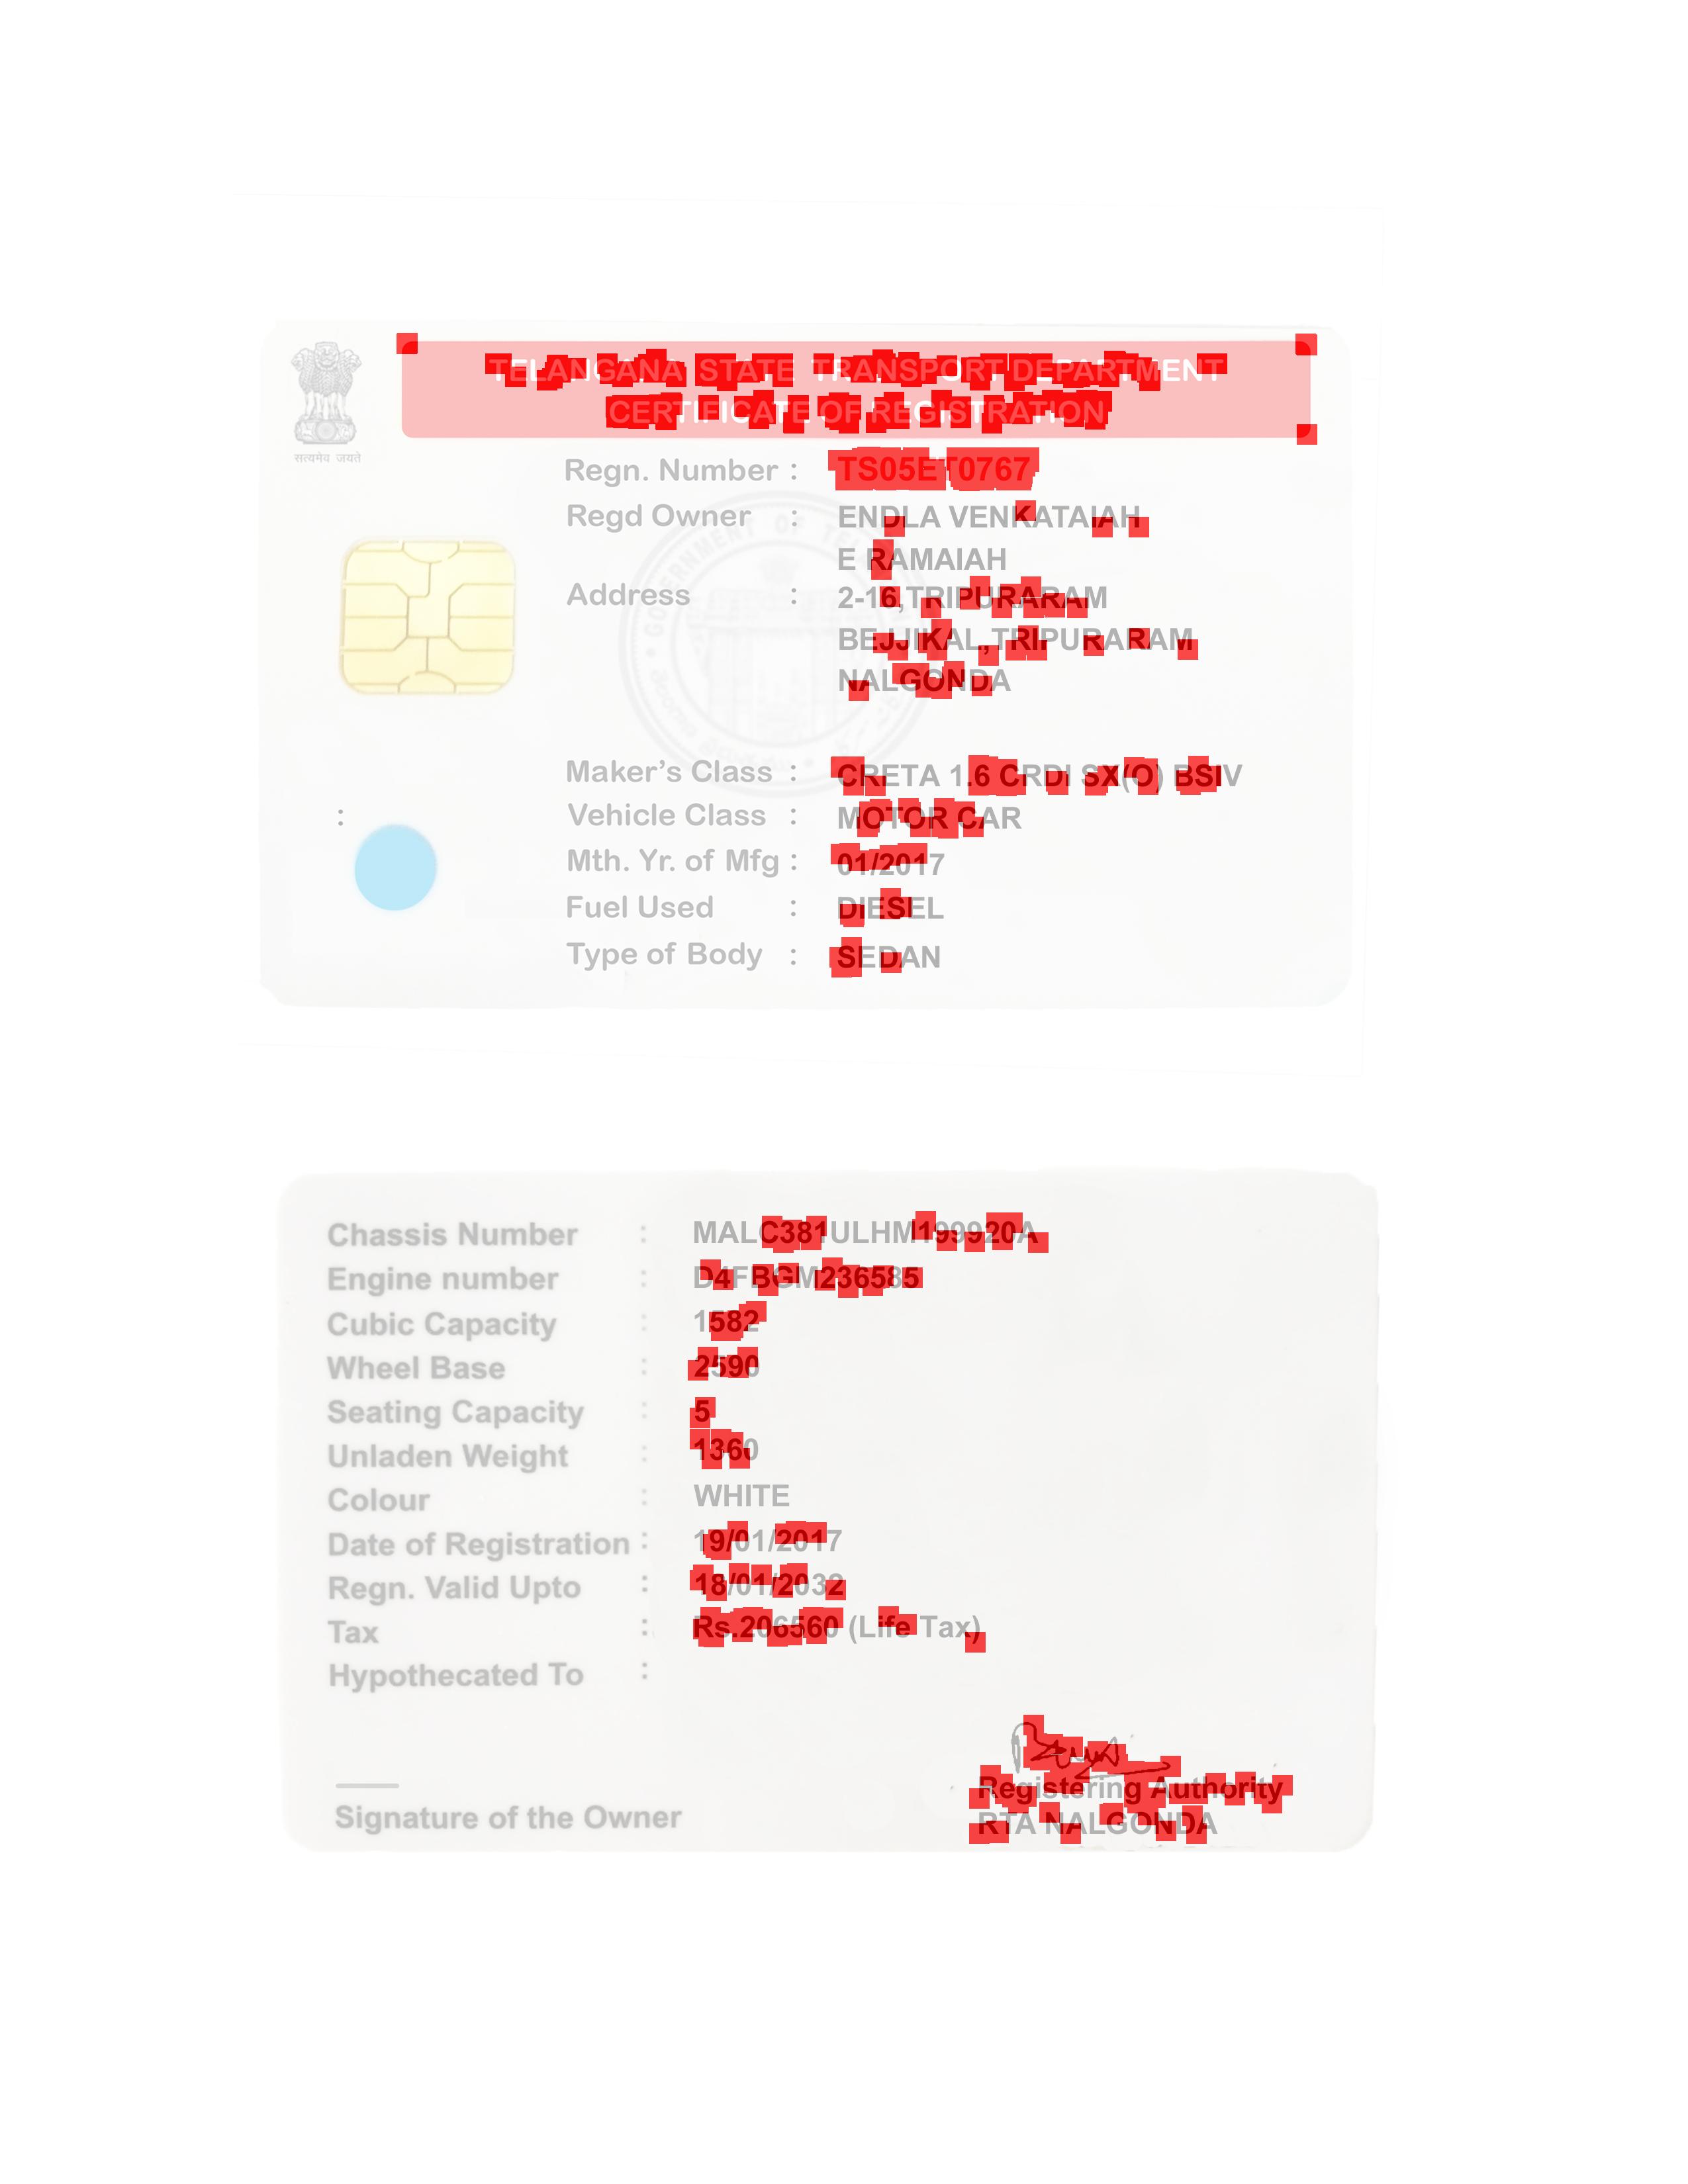 TELANGANA STATE TRANSPORT DEPARTMENT
CERTIFICATE OF REGISTRATION
सत्यमेव जयते
Regn. Number : TS05ET0767
Regd Owner : ENDLA VENKATAIAH
E RAMAIAH
Address : 2-16,TRIPURARAM
BEJJIKAL,TRIPURARAM
NALGONDA
GOVERNMENT OF
Maker's Class : CRETA 1.6 CRDI SX(O) BSIV
: Vehicle Class : MOTOR CAR
Mth. Yr. of Mfg : 01/2017
Fuel Used : DIESEL
Type of Body : SEDAN
Chassis Number : MALC381ULHM199920A
Engine number : D4FBGM236585
Cubic Capacity : 1582
Wheel Base : 2590
Seating Capacity : 5
Unladen Weight : 1360
Colour : WHITE
Date of Registration : 19/01/2017
Regn. Valid Upto : 18/01/2032
Tax : Rs.206560 (Life Tax)
Hypothecated To :
Registering Authority
Signature of the Owner
RTA NALGONDA